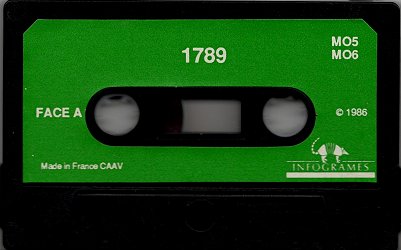 1789
MO5
MO6
FACE A
© 1986
Made in France CAAV
INFOGRAMES